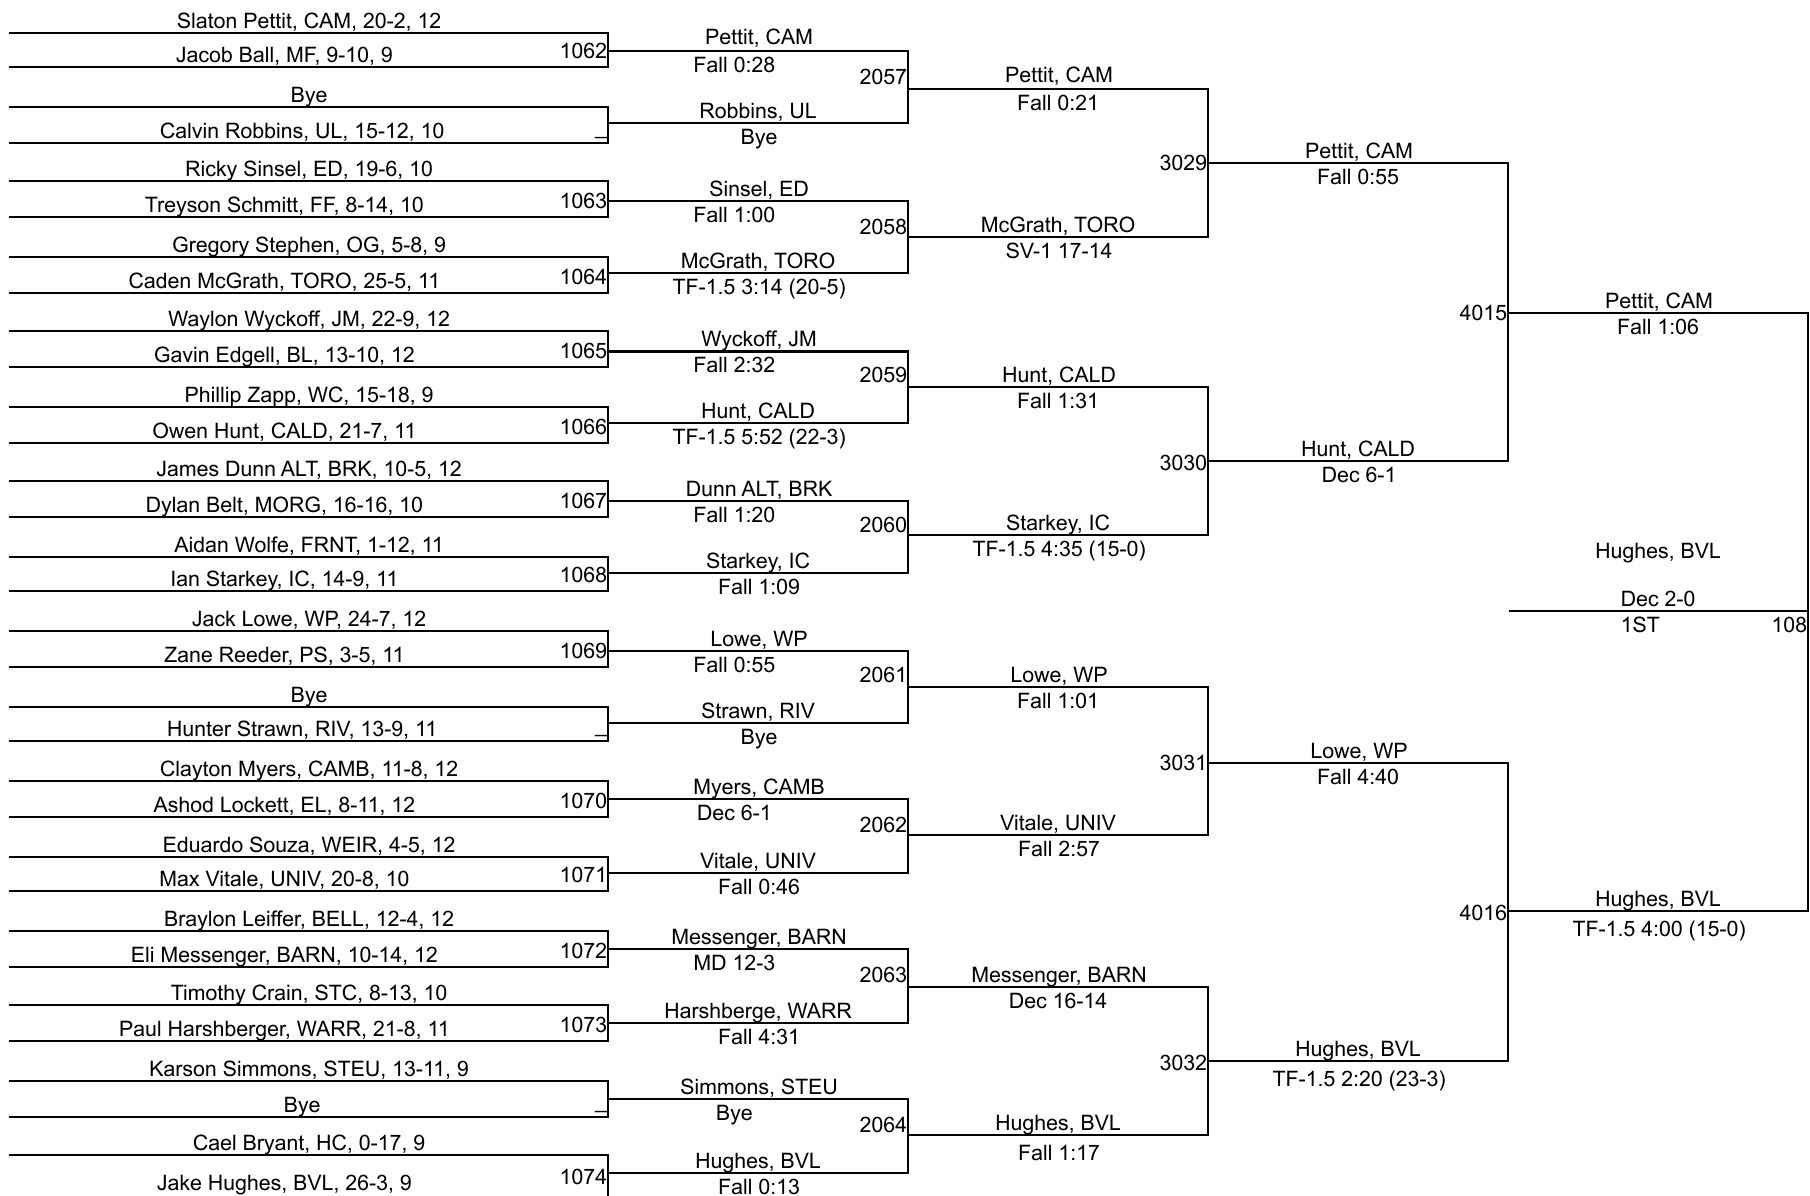 Slaton Pettit, CAM, 20-2, 12
Jacob Ball, MF, 9-10, 9
1062
Bye
Calvin Robbins, UL, 15-12, 10
_
Ricky Sinsel, ED, 19-6, 10
Treyson Schmitt, FF, 8-14, 10
1063
Gregory Stephen, OG, 5-8, 9
Caden McGrath, TORO, 25-5, 11
1064
Waylon Wyckoff, JM, 22-9, 12
Gavin Edgell, BL, 13-10, 12
1065
Phillip Zapp, WC, 15-18, 9
Owen Hunt, CALD, 21-7, 11
1066
James Dunn ALT, BRK, 10-5, 12
Dylan Belt, MORG, 16-16, 10
1067
Aidan Wolfe, FRNT, 1-12, 11
Ian Starkey, IC, 14-9, 11
1068
Jack Lowe, WP, 24-7, 12
Zane Reeder, PS, 3-5, 11
1069
Bye
Hunter Strawn, RIV, 13-9, 11
_
Clayton Myers, CAMB, 11-8, 12
Ashod Lockett, EL, 8-11, 12
1070
Eduardo Souza, WEIR, 4-5, 12
Max Vitale, UNIV, 20-8, 10
1071
Braylon Leiffer, BELL, 12-4, 12
Eli Messenger, BARN, 10-14, 12
1072
Timothy Crain, STC, 8-13, 10
Paul Harshberger, WARR, 21-8, 11
1073
Karson Simmons, STEU, 13-11, 9
Bye
_
Cael Bryant, HC, 0-17, 9
Jake Hughes, BVL, 26-3, 9
1074
Pettit, CAM
Fall 0:28
2057
Robbins, UL
Bye
Sinsel, ED
Fall 1:00
2058
McGrath, TORO
TF-1.5 3:14 (20-5)
Wyckoff, JM
Fall 2:32
2059
Hunt, CALD
TF-1.5 5:52 (22-3)
Dunn ALT, BRK
Fall 1:20
2060
Starkey, IC
Fall 1:09
Lowe, WP
Fall 0:55
2061
Strawn, RIV
Bye
Myers, CAMB
Dec 6-1
2062
Vitale, UNIV
Fall 0:46
Messenger, BARN
MD 12-3
2063
Harshberge, WARR
Fall 4:31
Simmons, STEU
Bye
2064
Hughes, BVL
Fall 0:13
Pettit, CAM
Fall 0:21
3029
McGrath, TORO
SV-1 17-14
Hunt, CALD
Fall 1:31
3030
Starkey, IC
TF-1.5 4:35 (15-0)
Lowe, WP
Fall 1:01
3031
Vitale, UNIV
Fall 2:57
Messenger, BARN
Dec 16-14
3032
Hughes, BVL
Fall 1:17
Pettit, CAM
Fall 0:55
4015
Hunt, CALD
Dec 6-1
Lowe, WP
Fall 4:40
4016
Hughes, BVL
TF-1.5 2:20 (23-3)
Pettit, CAM
Fall 1:06
Hughes, BVL
Dec 2-0
1ST
108
Hughes, BVL
TF-1.5 4:00 (15-0)